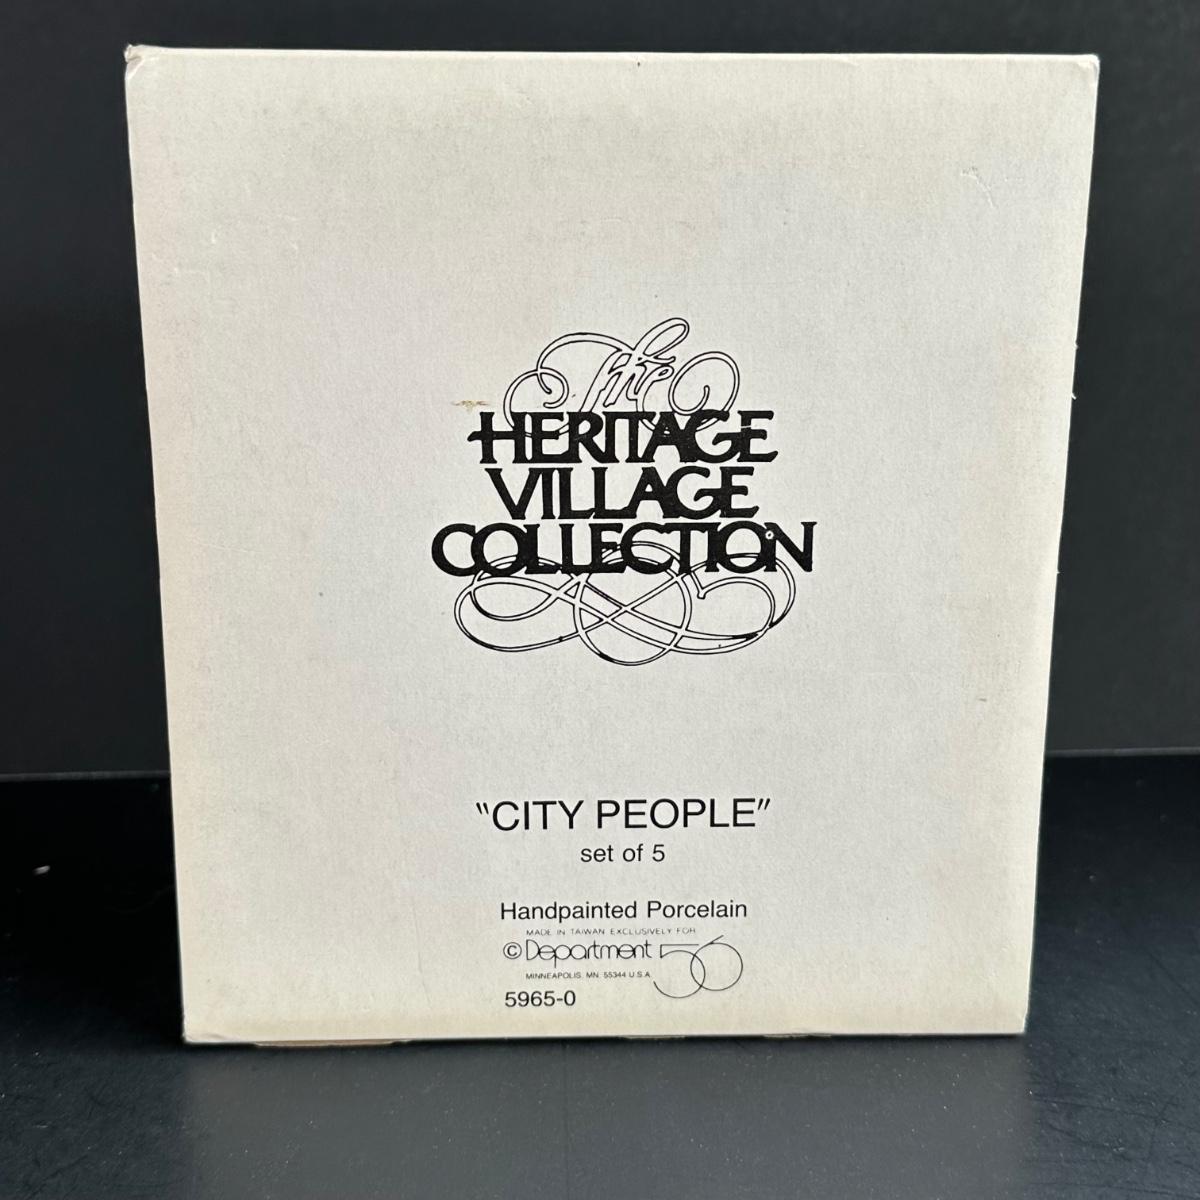 The
HERITAGE
VILLAGE
COLLECTION
"CITY PEOPLE"
set of 5
Handpainted Porcelain
MADE IN TAIWAN EXCLUSIVELY FOR
© Department 56
MINNEAPOLIS, MN 55344 U.S.A.
5965-0